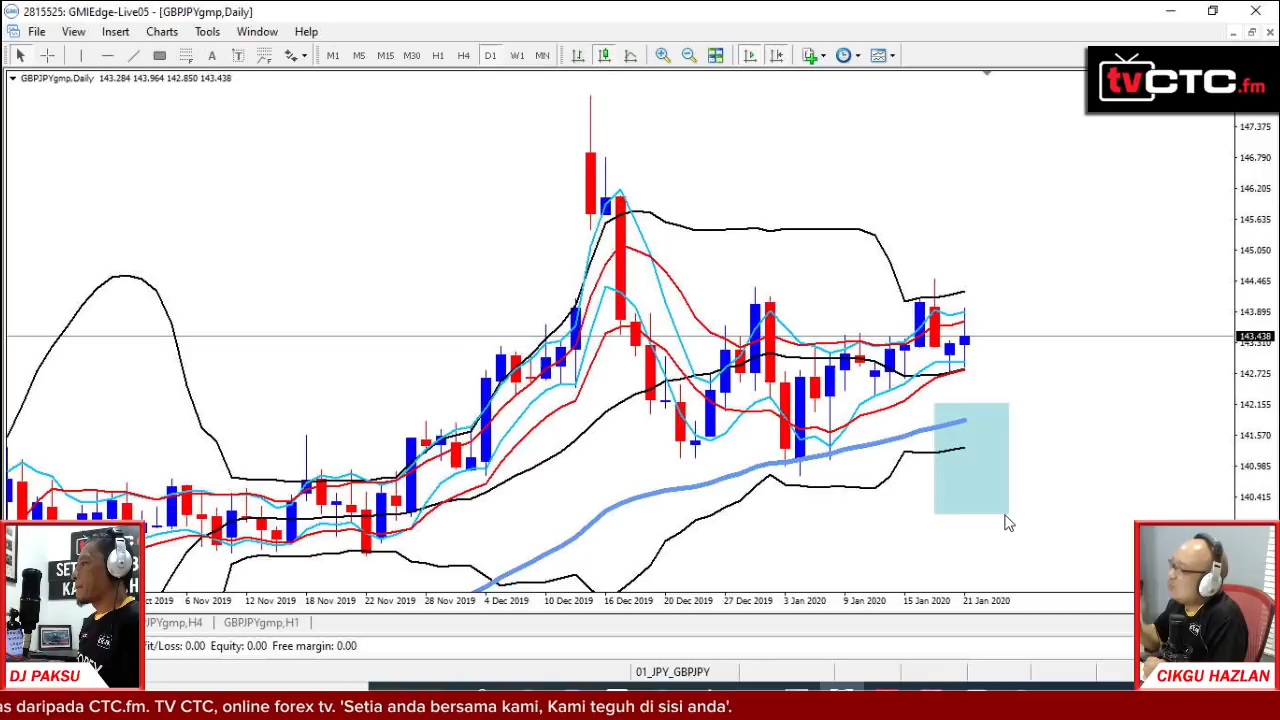 2815525: GMIEdge-Live05 - [GBPJPYgmp,Daily]
File View Insert Charts Tools Window Help
A T M1 M5 M15 M30 H1 H4 D1 W1 MN
GBPJPYgmp,Daily 143.284 143.964 142.850 143.438
tvCTC.fm
147.375
146.790
146.205
145.635
145.050
144.465
143.895
143.438
143.310
142.725
142.155
141.570
140.985
140.415
ct 2019 6 Nov 2019 12 Nov 2019 18 Nov 2019 22 Nov 2019 28 Nov 2019 4 Dec 2019 10 Dec 2019 16 Dec 2019 20 Dec 2019 27 Dec 2019 3 Jan 2020 9 Jan 2020 15 Jan 2020 21 Jan 2020
PJPYgmp,H4 GBPJPYgmp,H1
fit/Loss: 0.00 Equity: 0.00 Free margin: 0.00
01_JPY_GBPJPY
DJ PAKSU
CIKGU HAZLAN
as daripada CTC.fm. TV CTC, online forex tv. 'Setia anda bersama kami, Kami teguh di sisi anda'.